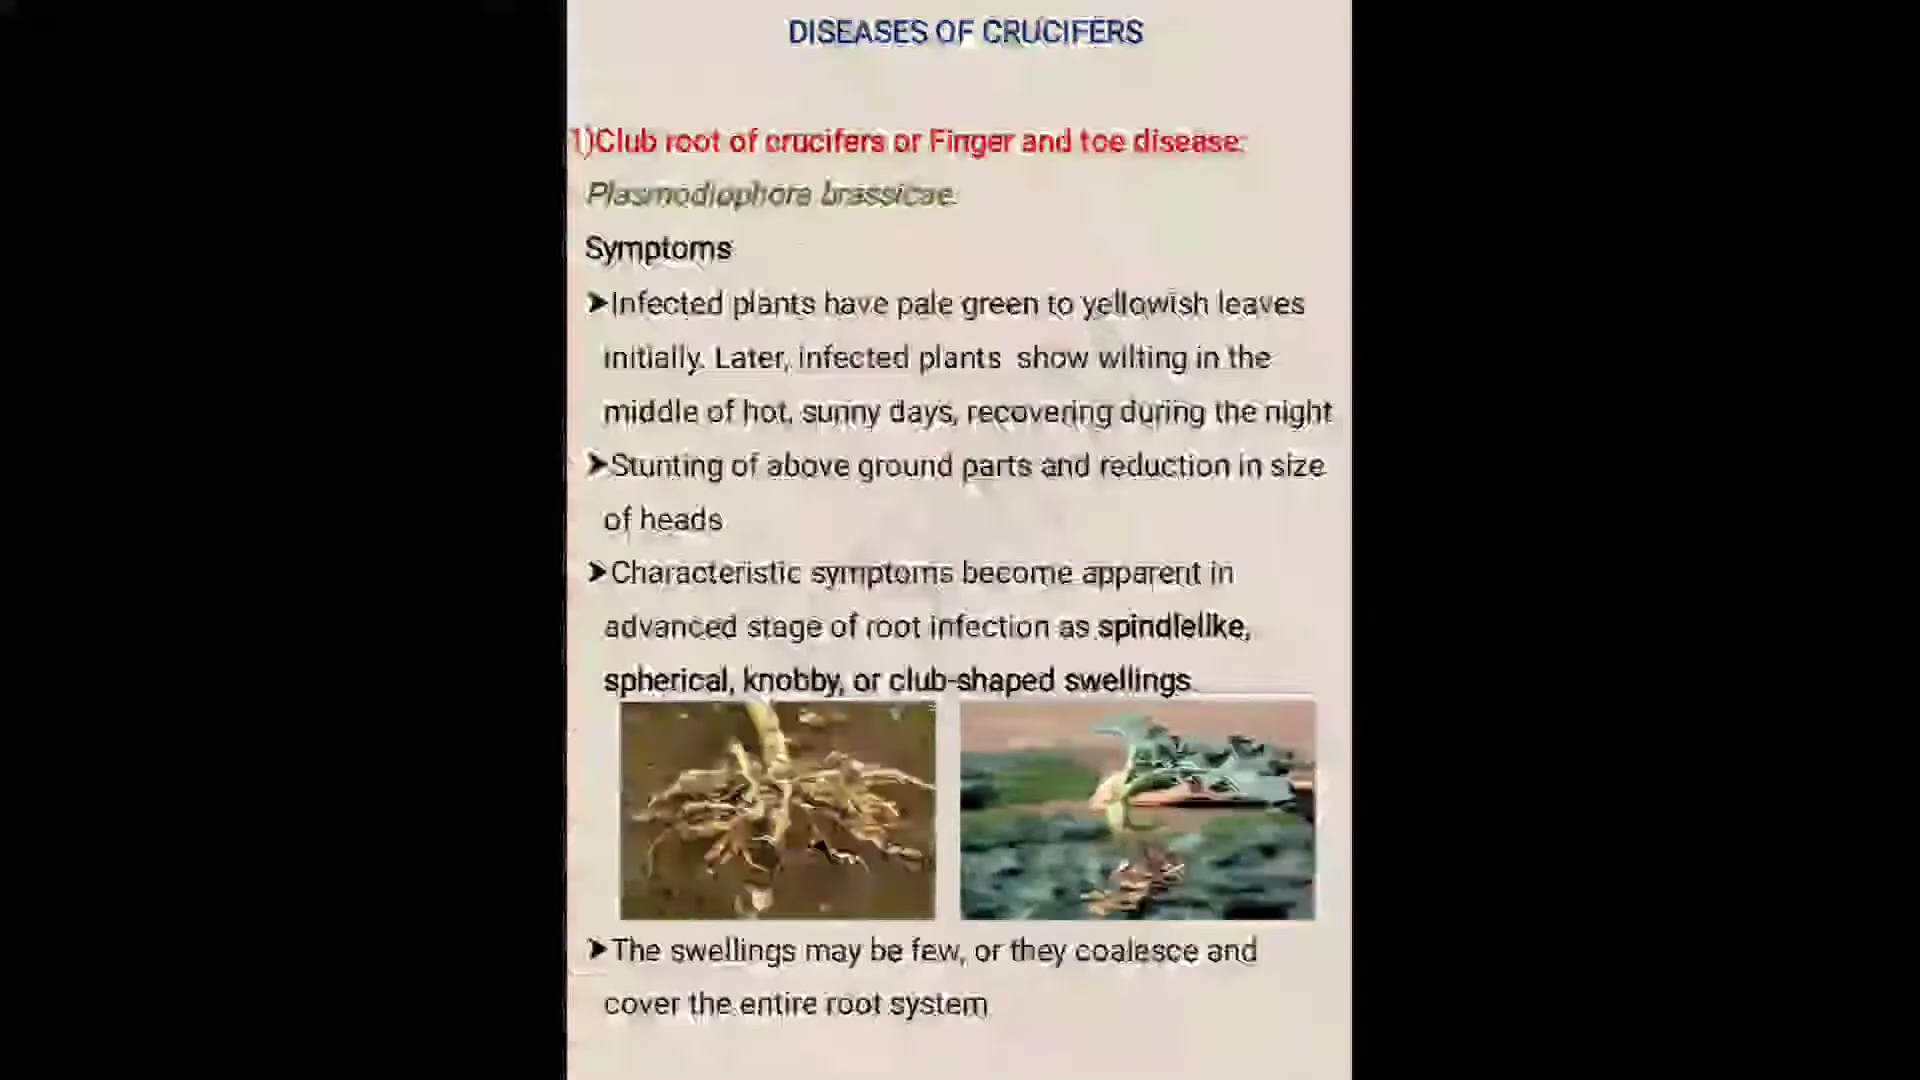 DISEASES OF CRUCIFERS
1)Club root of crucifers or Finger and toe disease:
Plasmodiophora brassicae
Symptoms
➤Infected plants have pale green to yellowish leaves
initially. Later, infected plants show wilting in the
middle of hot, sunny days, recovering during the night
➤Stunting of above ground parts and reduction in size
of heads
➤Characteristic symptoms become apparent in
advanced stage of root infection as spindlelike,
spherical, knobby, or club-shaped swellings.
➤The swellings may be few, or they coalesce and
cover the entire root system